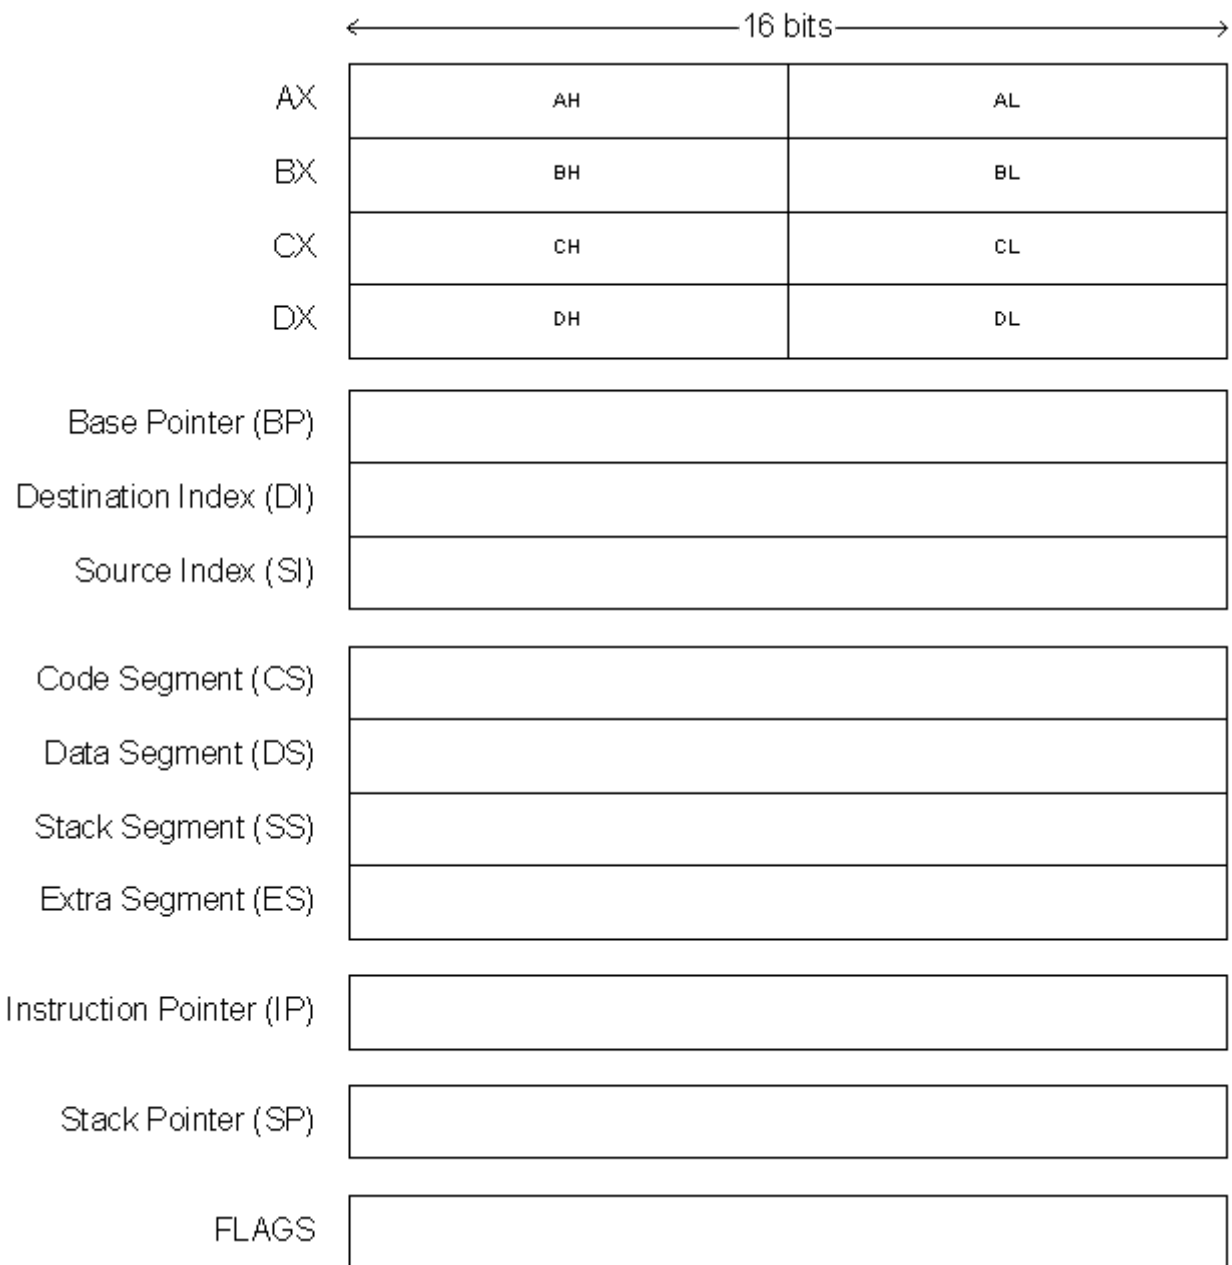 16 bits
AX AH AL
BX BH BL
CX CH CL
DX DH DL
Base Pointer (BP)
Destination Index (DI)
Source Index (SI)
Code Segment (CS)
Data Segment (DS)
Stack Segment (SS)
Extra Segment (ES)
Instruction Pointer (IP)
Stack Pointer (SP)
FLAGS